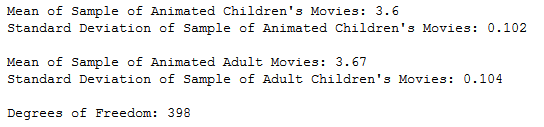 Mean of Sample of Animated Children's Movies: 3.6
Standard Deviation of Sample of Animated Children's Movies: 0.102
Mean of Sample of Animated Adult Movies: 3.67
Standard Deviation of Sample of Adult Children's Movies: 0.104
Degrees of Freedom: 398